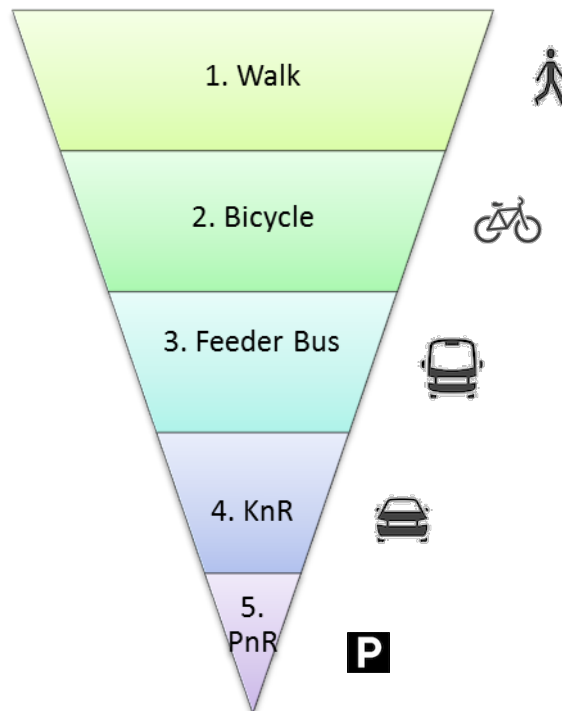 1. Walk
2. Bicycle
3. Feeder Bus
4. KnR
5.
PnR
P